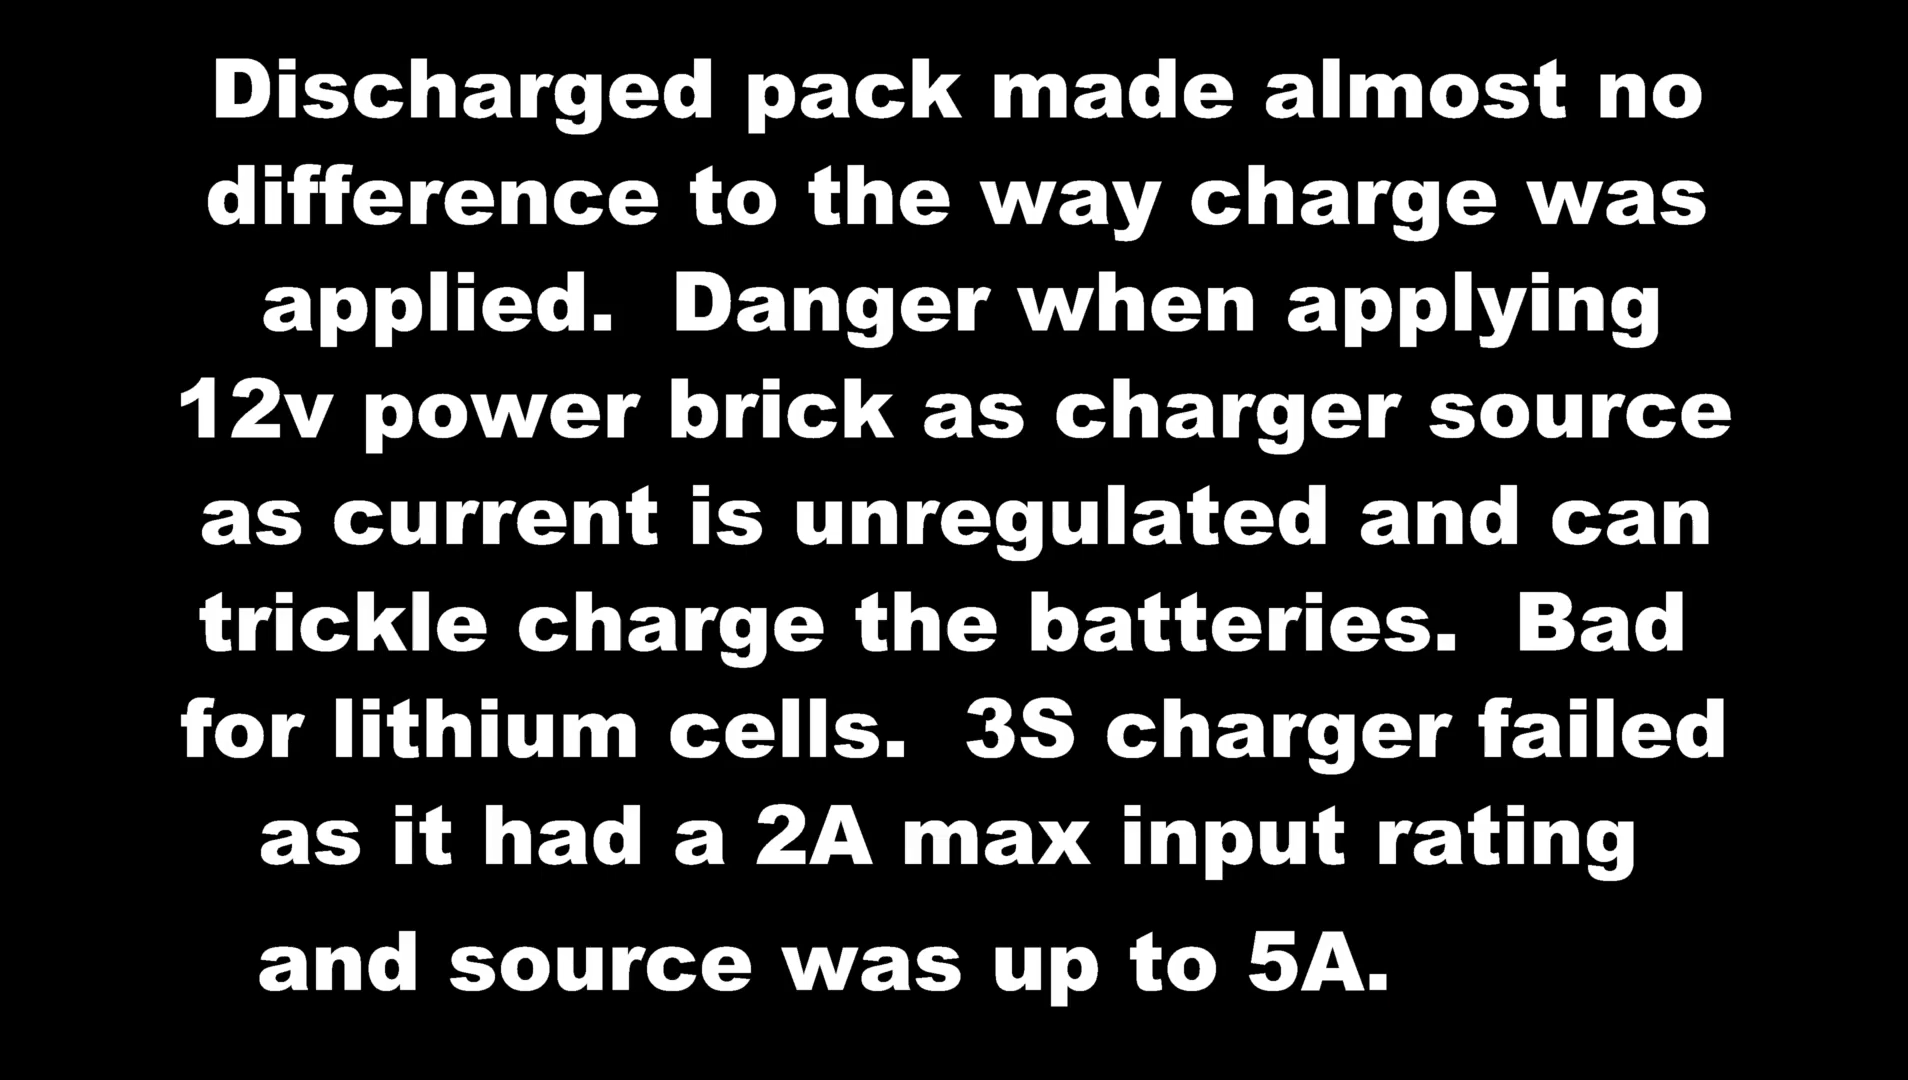 Discharged pack made almost no
difference to the way charge was
applied.  Danger when applying
12v power brick as charger source
as current is unregulated and can
trickle charge the batteries.  Bad
for lithium cells.  3S charger failed
as it had a 2A max input rating
and source was up to 5A.